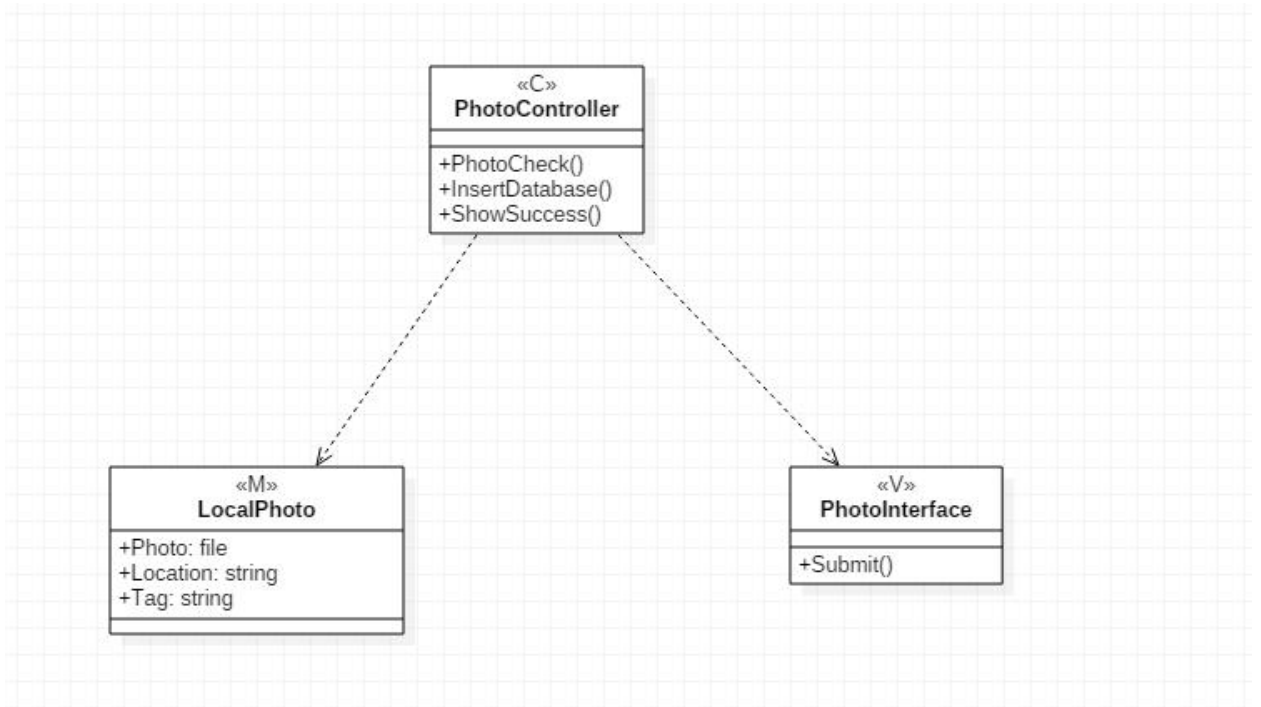 «C»
PhotoController
+PhotoCheck()
+InsertDatabase()
+ShowSuccess()
«M»
LocalPhoto
+Photo: file
+Location: string
+Tag: string
«V»
PhotoInterface
+Submit()